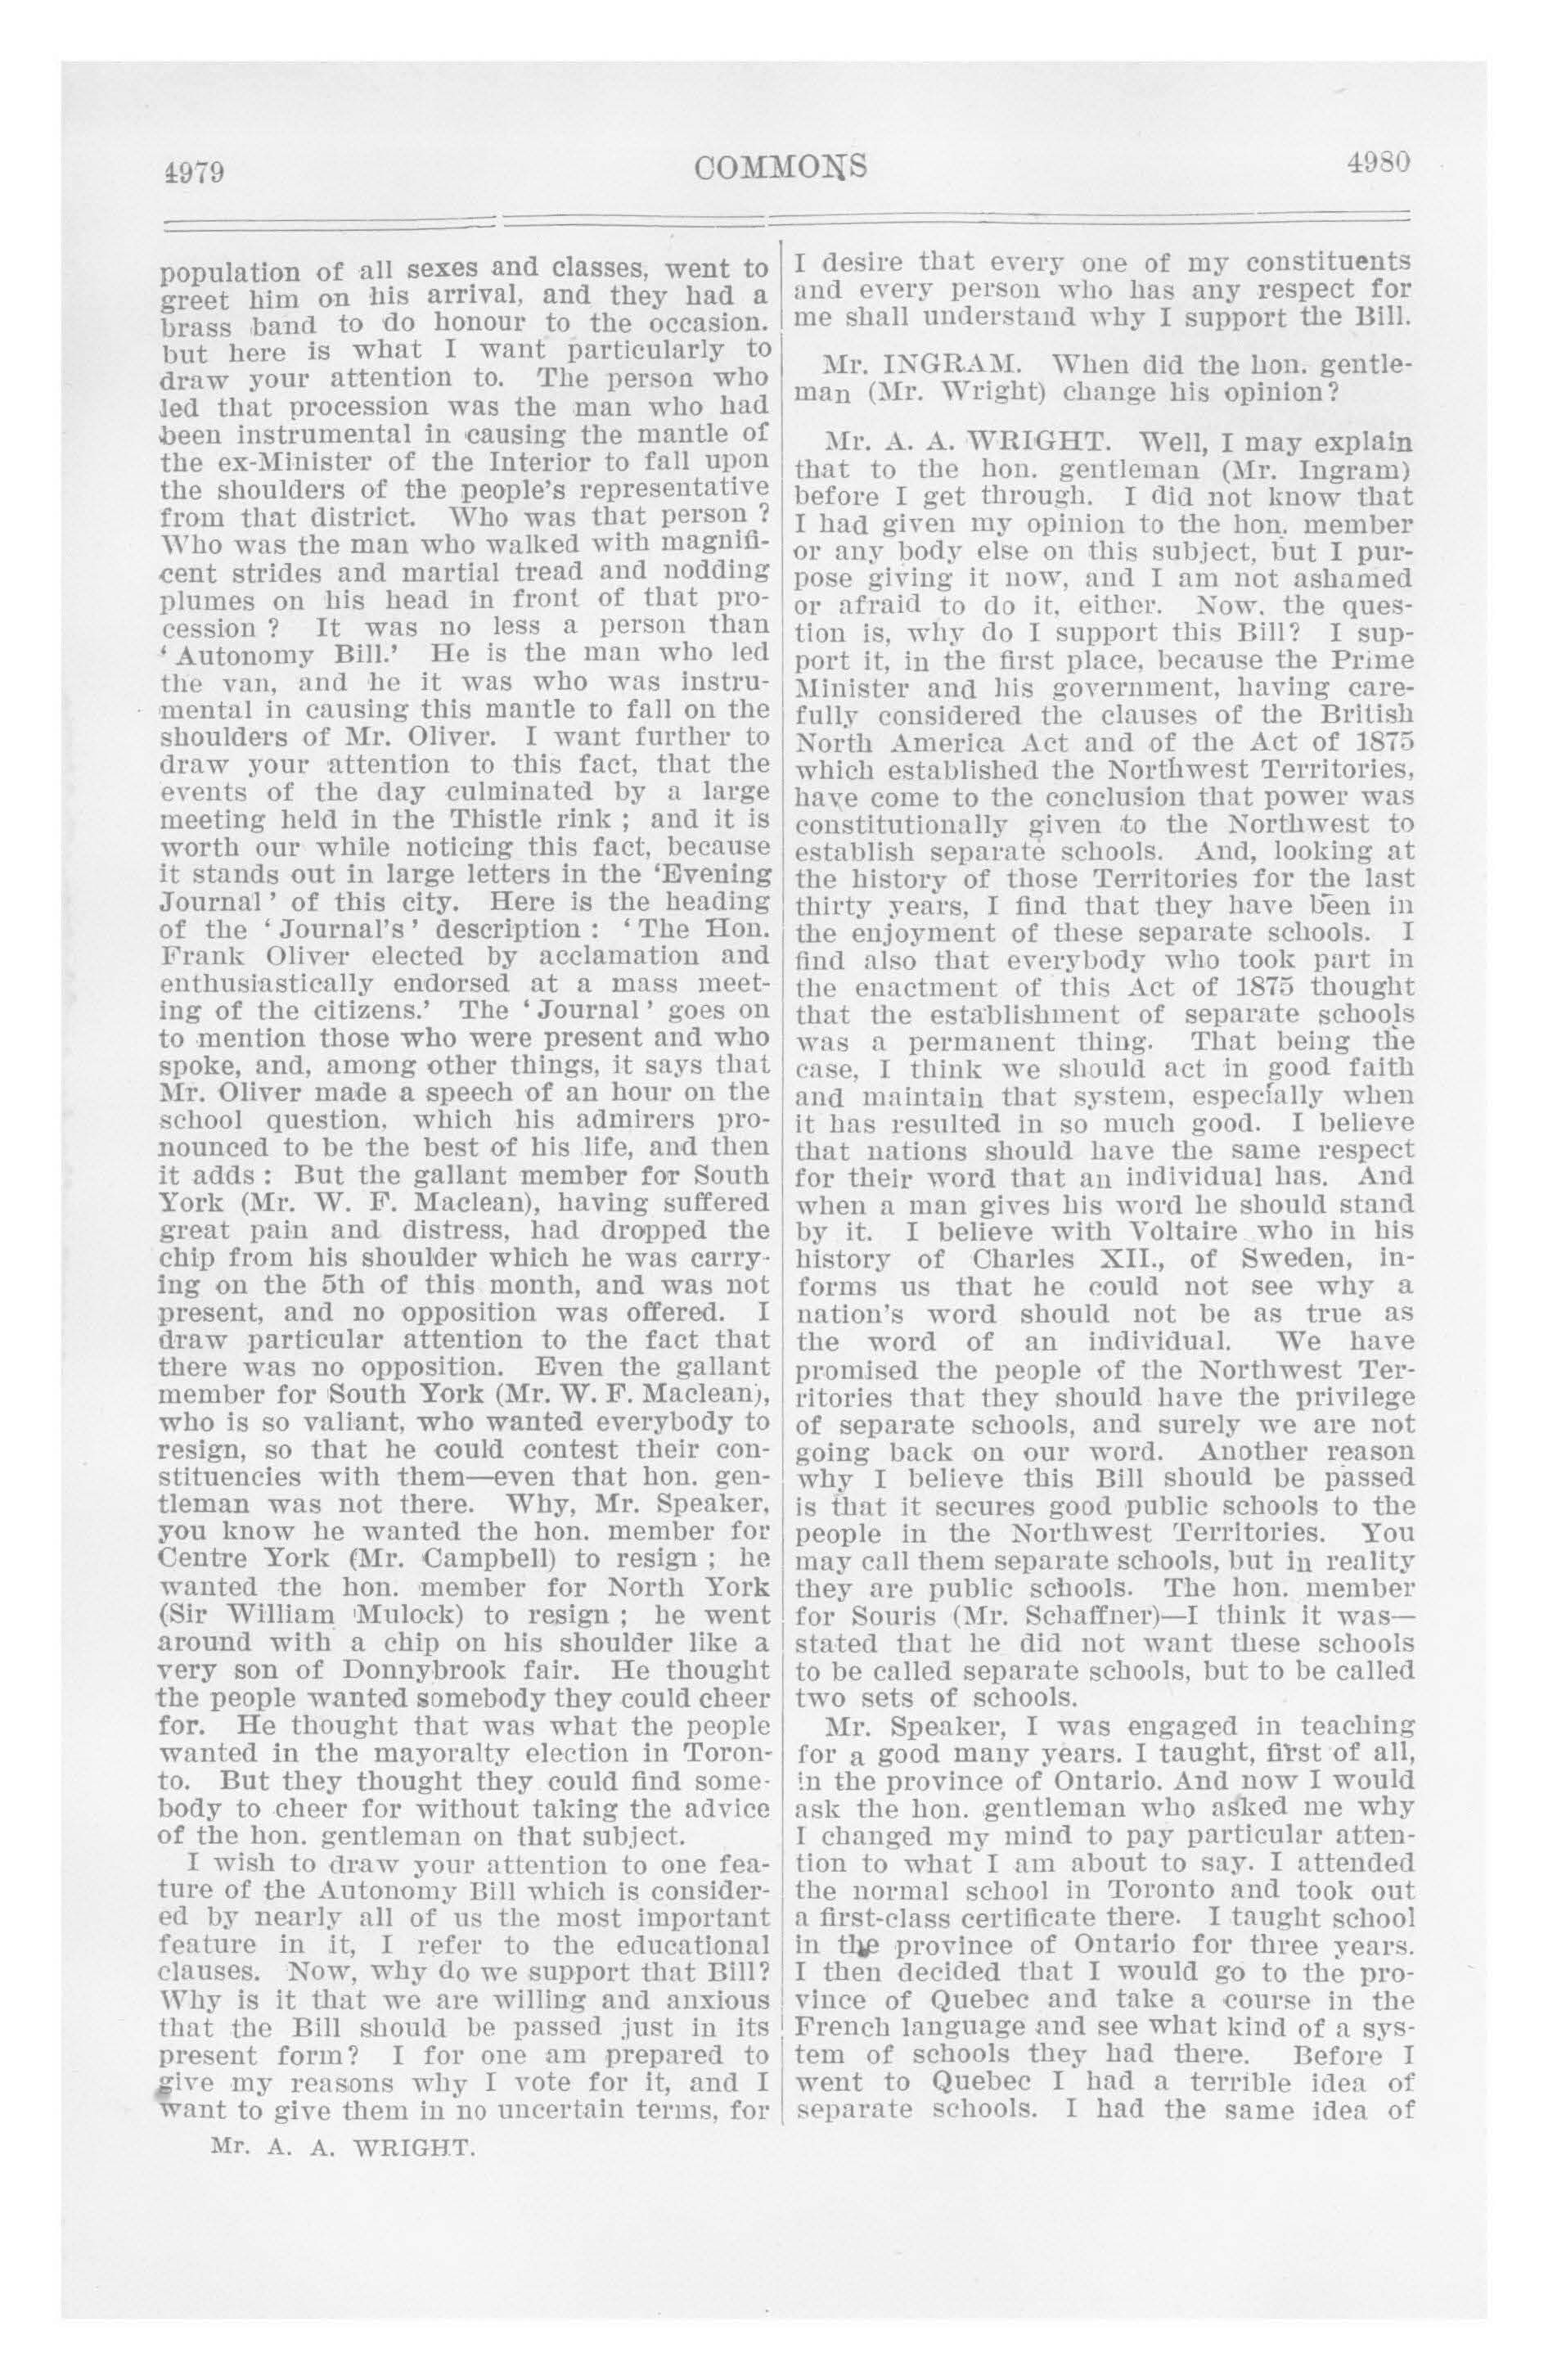 4979
COMMONS
4980
population of all sexes and classes, went to
greet him on his arrival, and they had a
brass band to do honour to the occasion.
but here is what I want particularly to
draw your attention to. The person who
led that procession was the man who had
been instrumental in causing the mantle of
the ex-Minister of the Interior to fall upon
the shoulders of the people's representative
from that district. Who was that person ?
Who was the man who walked with magnifi-
cent strides and martial tread and nodding
plumes on his head in front of that pro-
cession ? It was no less a person than
‘ Autonomy Bill.’ He is the man who led
the van, and he it was who was instru-
mental in causing this mantle to fall on the
shoulders of Mr. Oliver. I want further to
draw your attention to this fact, that the
events of the day culminated by a large
meeting held in the Thistle rink ; and it is
worth our while noticing this fact, because
it stands out in large letters in the ‘Evening
Journal ’ of this city. Here is the heading
of the ‘ Journal's ’ description : ‘ The Hon.
Frank Oliver elected by acclamation and
enthusiastically endorsed at a mass meet-
ing of the citizens.’ The ‘ Journal ’ goes on
to mention those who were present and who
spoke, and, among other things, it says that
Mr. Oliver made a speech of an hour on the
school question, which his admirers pro-
nounced to be the best of his life, and then
it adds : But the gallant member for South
York (Mr. W. F. Maclean), having suffered
great pain and distress, had dropped the
chip from his shoulder which he was carry-
ing on the 5th of this month, and was not
present, and no opposition was offered. I
draw particular attention to the fact that
there was no opposition. Even the gallant
member for South York (Mr. W. F. Maclean),
who is so valiant, who wanted everybody to
resign, so that he could contest their con-
stituencies with them—even that hon. gen-
tleman was not there. Why, Mr. Speaker,
you know he wanted the hon. member for
Centre York (Mr. Campbell) to resign ; he
wanted the hon. member for North York
(Sir William Mulock) to resign ; he went
around with a chip on his shoulder like a
very son of Donnybrook fair. He thought
the people wanted somebody they could cheer
for. He thought that was what the people
wanted in the mayoralty election in Toron-
to. But they thought they could find some-
body to cheer for without taking the advice
of the hon. gentleman on that subject.
I wish to draw your attention to one fea-
ture of the Autonomy Bill which is consider-
ed by nearly all of us the most important
feature in it, I refer to the educational
clauses. Now, why do we support that Bill?
Why is it that we are willing and anxious
that the Bill should be passed just in its
present form? I for one am prepared to
give my reasons why I vote for it, and I
want to give them in no uncertain terms, for
Mr. A. A. WRIGHT.
I desire that every one of my constituents
and every person who has any respect for
me shall understand why I support the Bill.
Mr. INGRAM. When did the hon. gentle-
man (Mr. Wright) change his opinion?
Mr. A. A. WRIGHT. Well, I may explain
that to the hon. gentleman (Mr. Ingram)
before I get through. I did not know that
I had given my opinion to the hon. member
or any body else on this subject, but I pur-
pose giving it now, and I am not ashamed
or afraid to do it, either. Now. the ques-
tion is, why do I support this Bill? I sup-
port it, in the first place, because the Prime
Minister and his government, having care-
fully considered the clauses of the British
North America Act and of the Act of 1875
which established the Northwest Territories,
have come to the conclusion that power was
constitutionally given to the Northwest to
establish separate schools. And, looking at
the history of those Territories for the last
thirty years, I find that they have been in
the enjoyment of these separate schools. I
find also that everybody who took part in
the enactment of this Act of 1875 thought
that the establishment of separate schools
was a permanent thing. That being the
case, I think we should act in good faith
and maintain that system, especially when
it has resulted in so much good. I believe
that nations should have the same respect
for their word that an individual has. And
when a man gives his word he should stand
by it. I believe with Voltaire who in his
history of Charles XII., of Sweden, in-
forms us that he could not see why a
nation's word should not be as true as
the word of an individual. We have
promised the people of the Northwest Ter-
ritories that they should have the privilege
of separate schools, and surely we are not
going back on our word. Another reason
why I believe this Bill should be passed
is that it secures good public schools to the
people in the Northwest Territories. You
may call them separate schools, but in reality
they are public schools. The hon. member
for Souris (Mr. Schaffner)—I think it was—
stated that he did not want these schools
to be called separate schools, but to be called
two sets of schools.
Mr. Speaker, I was engaged in teaching
for a good many years. I taught, first of all,
in the province of Ontario. And now I would
ask the hon. gentleman who asked me why
I changed my mind to pay particular atten-
tion to what I am about to say. I attended
the normal school in Toronto and took out
a first-class certificate there. I taught school
in the province of Ontario for three years.
I then decided that I would go to the pro-
vince of Quebec and take a course in the
French language and see what kind of a sys-
tem of schools they had there. Before I
went to Quebec I had a terrible idea of
separate schools. I had the same idea of